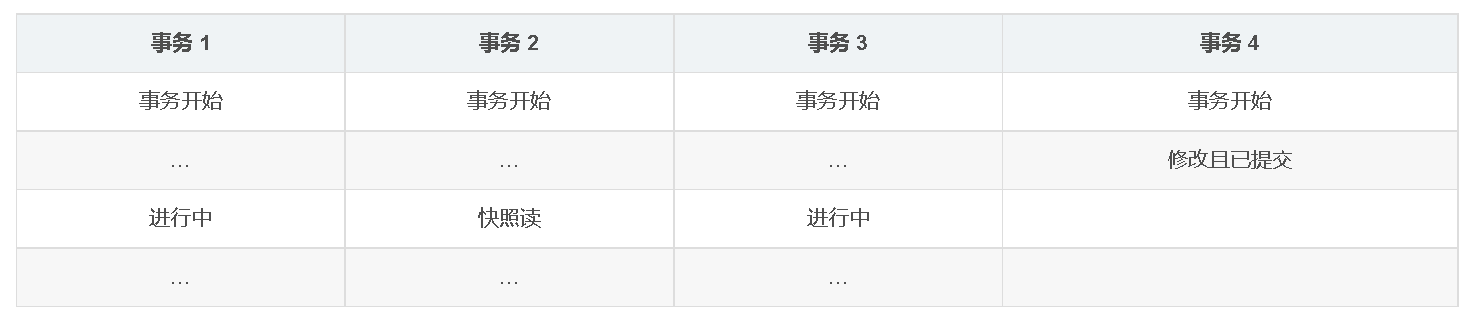 事务 1 事务 2 事务 3 事务 4
事务开始 事务开始 事务开始 事务开始
… … … 修改且已提交
进行中 快照读 进行中
… … …